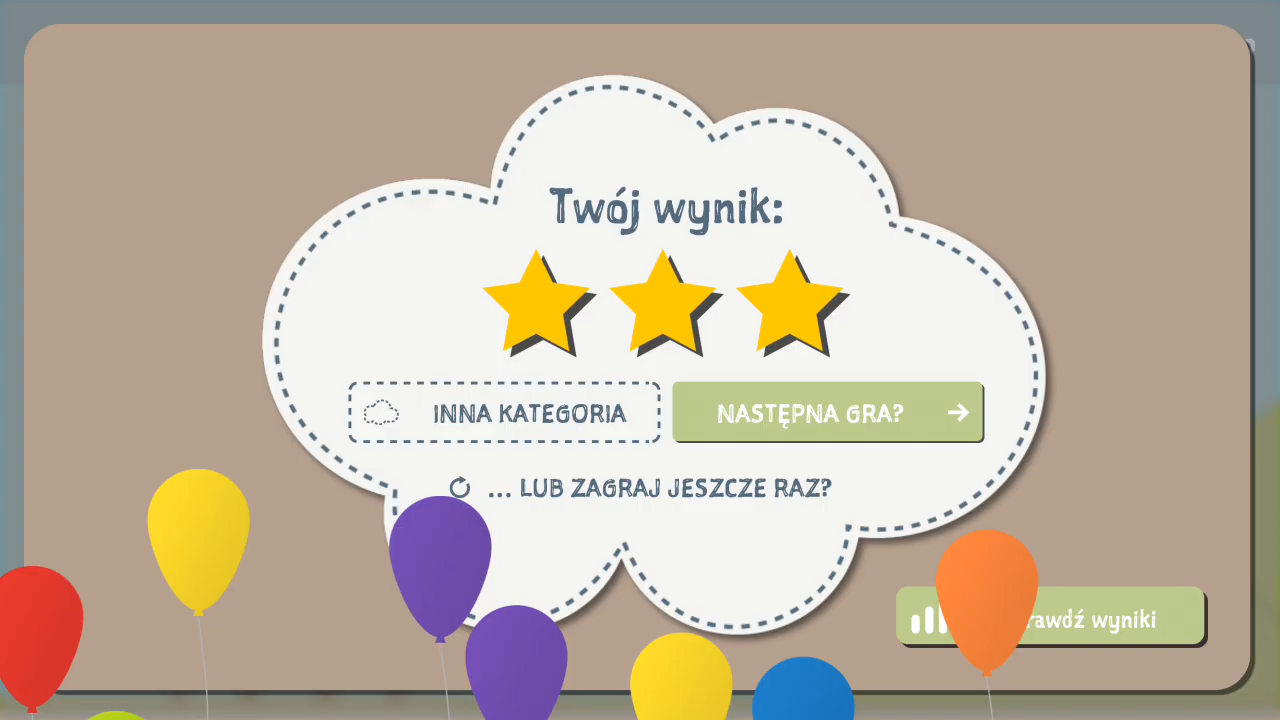 Twój wynik:
INNA KATEGORIA
NASTĘPNA GRA?
... LUB ZAGRAJ JESZCZE RAZ?
wyniki